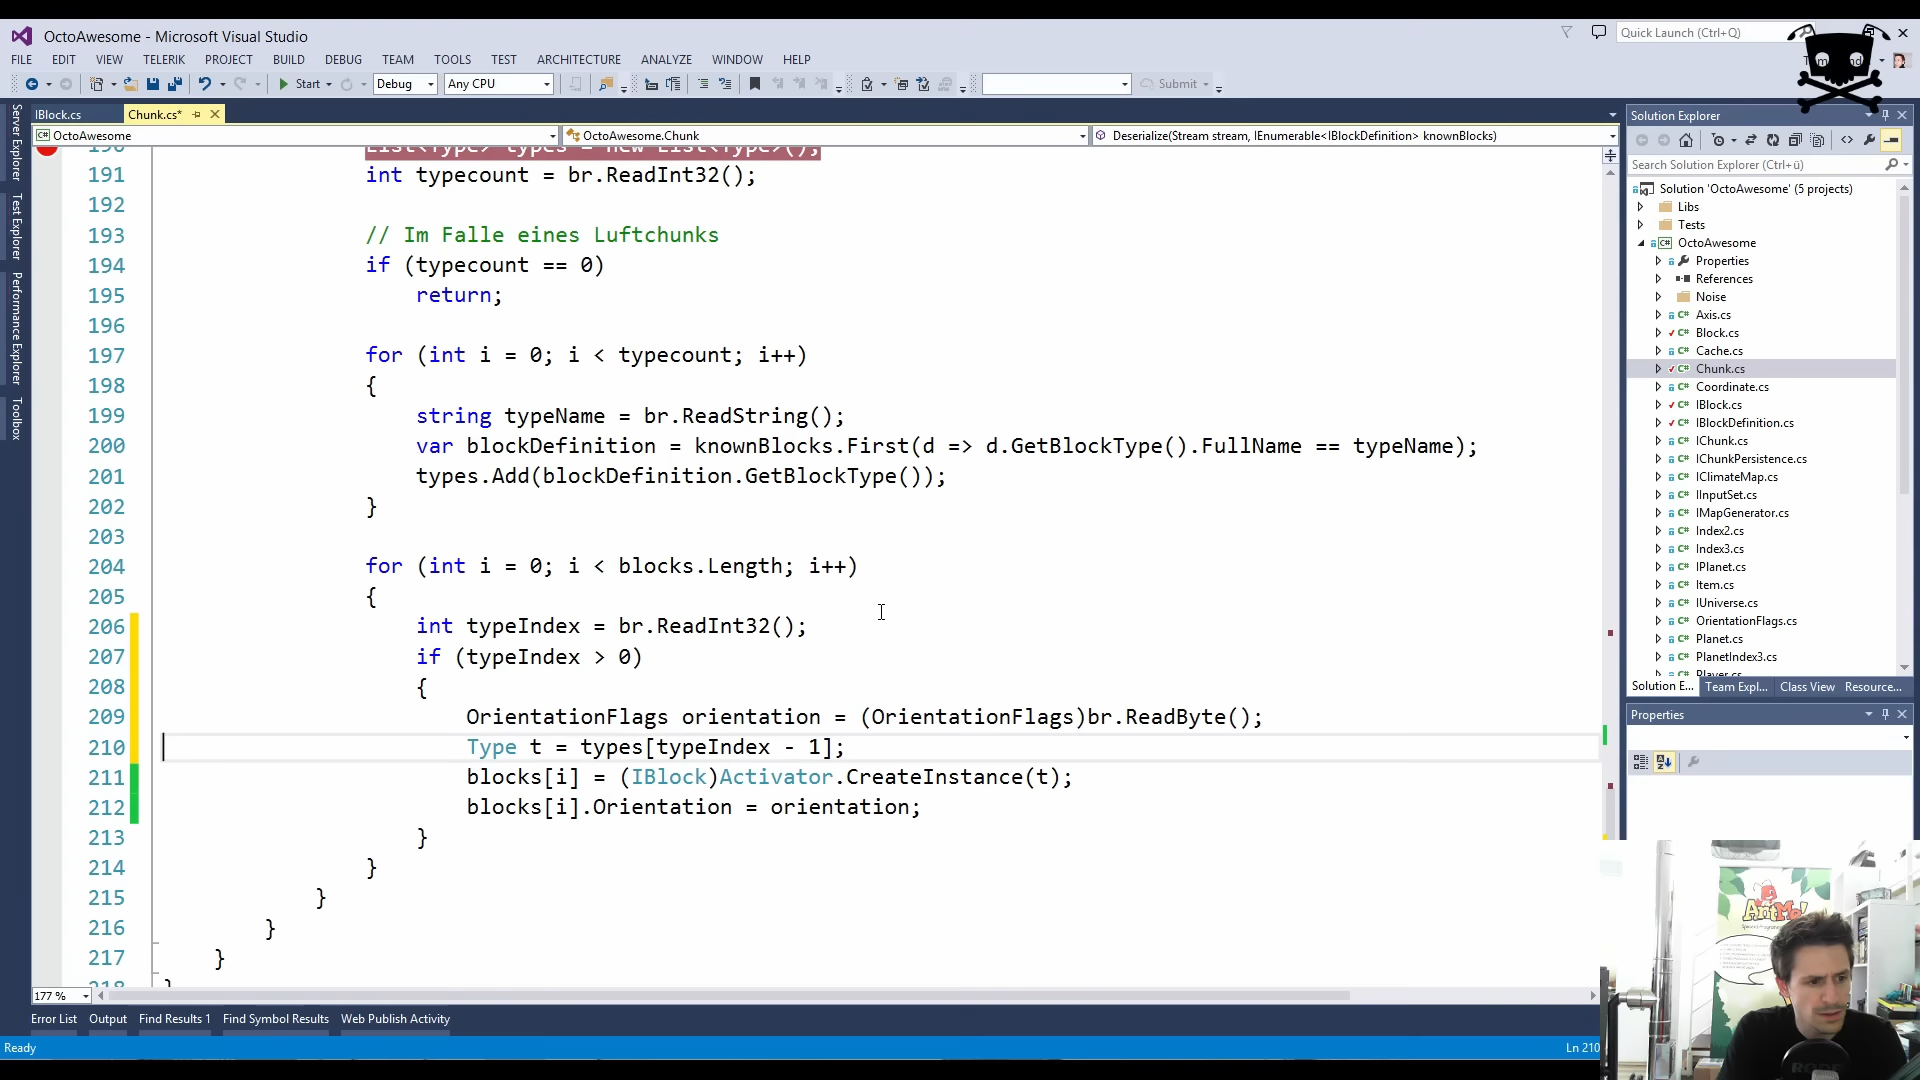 OctoAwesome - Microsoft Visual Studio
Quick Launch (Ctrl+Q)
FILE EDIT VIEW TELERIK PROJECT BUILD DEBUG TEAM TOOLS TEST ARCHITECTURE ANALYZE WINDOW HELP
Start Debug Any CPU Submit
IBlock.cs Chunk.cs*
OctoAwesome OctoAwesome.Chunk Deserialize(Stream stream, IEnumerable<IBlockDefinition> knownBlocks)
Server Explorer
Test Explorer
Performance Explorer
Toolbox
190 List<Type> types = new List<Type>();
191 int typecount = br.ReadInt32();
192
193 // Im Falle eines Luftchunks
194 if (typecount == 0)
195 return;
196
197 for (int i = 0; i < typecount; i++)
198 {
199 string typeName = br.ReadString();
200 var blockDefinition = knownBlocks.First(d => d.GetBlockType().FullName == typeName);
201 types.Add(blockDefinition.GetBlockType());
202 }
203
204 for (int i = 0; i < blocks.Length; i++)
205 {
206 int typeIndex = br.ReadInt32();
207 if (typeIndex > 0)
208 {
209 OrientationFlags orientation = (OrientationFlags)br.ReadByte();
210 Type t = types[typeIndex - 1];
211 blocks[i] = (IBlock)Activator.CreateInstance(t);
212 blocks[i].Orientation = orientation;
213 }
214 }
215 }
216 }
217 }
218 }
177 %
Error List Output Find Results 1 Find Symbol Results Web Publish Activity
Ready
Ln 210
Solution Explorer
Search Solution Explorer (Ctrl+ü)
Solution 'OctoAwesome' (5 projects)
Libs
Tests
OctoAwesome
Properties
References
Noise
Axis.cs
Block.cs
Cache.cs
Chunk.cs
Coordinate.cs
IBlock.cs
IBlockDefinition.cs
IChunk.cs
IChunkPersistence.cs
IClimateMap.cs
IInputSet.cs
IMapGenerator.cs
Index2.cs
Index3.cs
IPlanet.cs
Item.cs
IUniverse.cs
OrientationFlags.cs
Planet.cs
PlanetIndex3.cs
Player.cs
Solution E... Team Expl... Class View Resource...
Properties
AntMe!
RODE